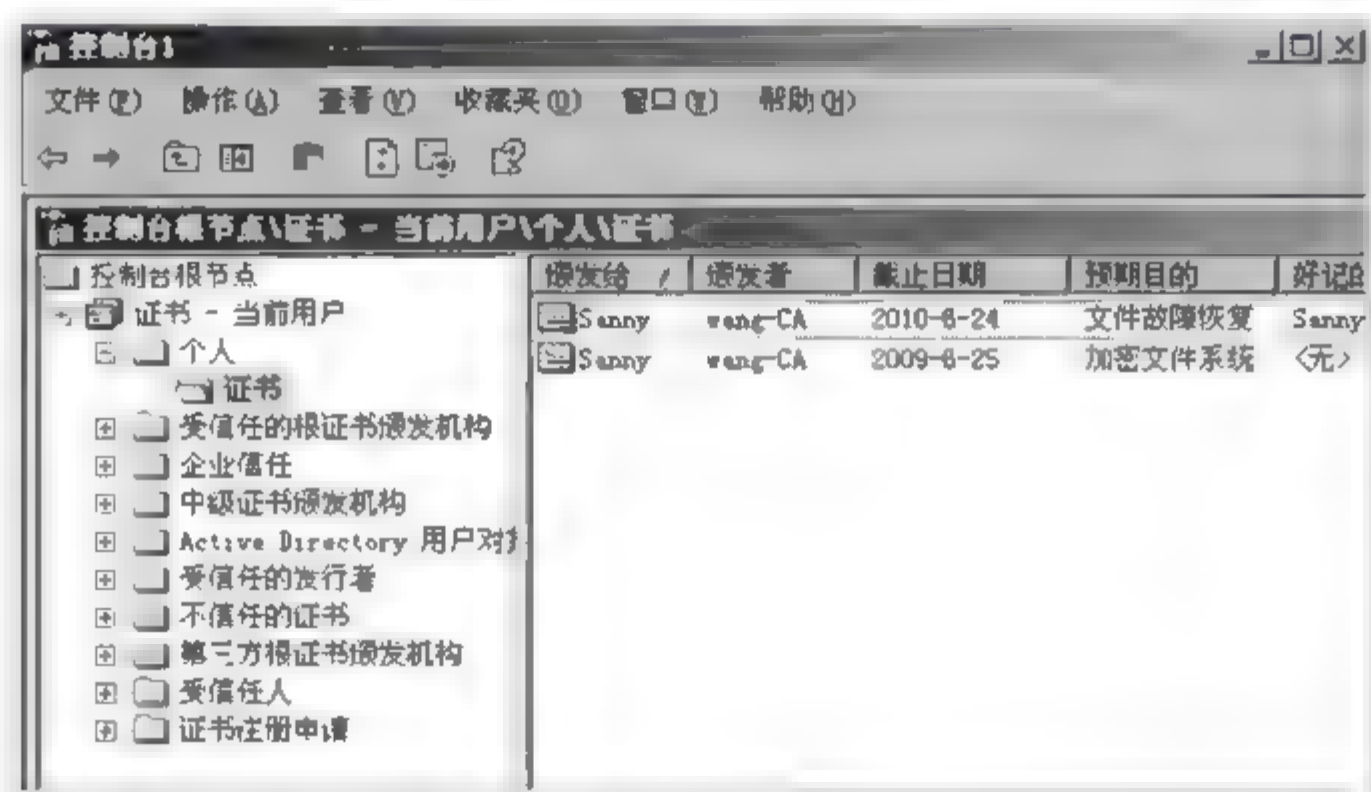 控制台1
文件(F) 操作(A) 查看(V) 收藏夹(O) 窗口(W) 帮助(H)
控制台根节点\证书 - 当前用户\个人\证书
控制台根节点
证书 - 当前用户
个人
证书
受信任的根证书颁发机构
企业信任
中级证书颁发机构
Active Directory 用户对
受信任的发行者
不信任的证书
第三方根证书颁发机构
受信任人
证书注册申请
颁发给 颁发者 截止日期 预期目的 好记的
Sanny wang-CA 2010-6-24 文件故障恢复 Sanny
Sanny wang-CA 2009-6-25 加密文件系统 <无>